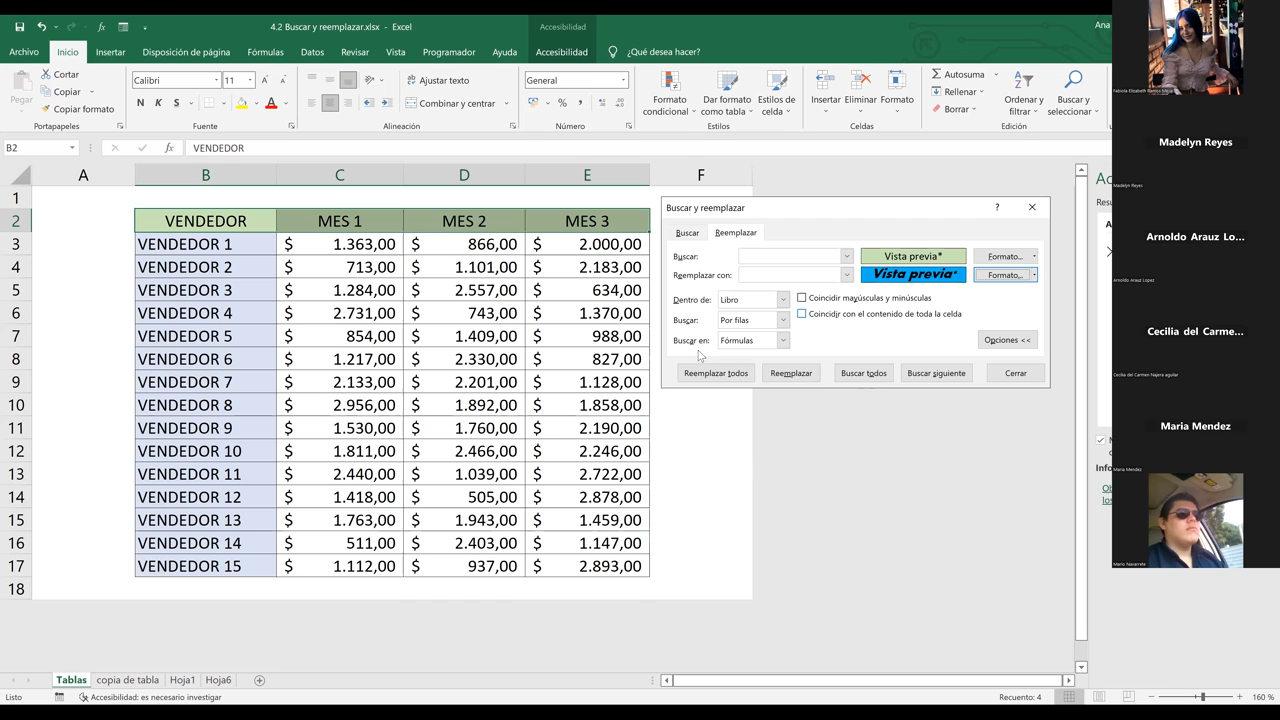 4.2 Buscar y reemplazar.xlsx - Excel
Accesibilidad
Ana
Archivo Inicio Insertar Disposición de página Fórmulas Datos Revisar Vista Programador Ayuda Accesibilidad ¿Qué desea hacer?
Pegar
Cortar
Copiar
Copiar formato
Portapapeles
Calibri 11
N K S
Fuente
Ajustar texto
Combinar y centrar
Alineación
General
$ % 000
Número
Formato condicional
Dar formato como tabla
Estilos de celda
Estilos
Insertar Eliminar Formato
Celdas
Autosuma
Rellenar
Borrar
Ordenar y filtrar
Buscar y seleccionar
Edición
B2 fx VENDEDOR
A B C D E F
1
2 VENDEDOR MES 1 MES 2 MES 3
3 VENDEDOR 1 $ 1.363,00 $ 866,00 $ 2.000,00
4 VENDEDOR 2 $ 713,00 $ 1.101,00 $ 2.183,00
5 VENDEDOR 3 $ 1.284,00 $ 2.557,00 $ 634,00
6 VENDEDOR 4 $ 2.731,00 $ 743,00 $ 1.370,00
7 VENDEDOR 5 $ 854,00 $ 1.409,00 $ 988,00
8 VENDEDOR 6 $ 1.217,00 $ 2.330,00 $ 827,00
9 VENDEDOR 7 $ 2.133,00 $ 2.201,00 $ 1.128,00
10 VENDEDOR 8 $ 2.956,00 $ 1.892,00 $ 1.858,00
11 VENDEDOR 9 $ 1.530,00 $ 1.760,00 $ 2.190,00
12 VENDEDOR 10 $ 1.811,00 $ 2.466,00 $ 2.246,00
13 VENDEDOR 11 $ 2.440,00 $ 1.039,00 $ 2.722,00
14 VENDEDOR 12 $ 1.418,00 $ 505,00 $ 2.878,00
15 VENDEDOR 13 $ 1.763,00 $ 1.943,00 $ 1.459,00
16 VENDEDOR 14 $ 511,00 $ 2.403,00 $ 1.147,00
17 VENDEDOR 15 $ 1.112,00 $ 937,00 $ 2.893,00
18
Buscar y reemplazar ?
Buscar Reemplazar
Buscar: Vista previa* Formato...
Reemplazar con: Vista previa* Formato...
Dentro de: Libro Coincidir mayúsculas y minúsculas
Buscar: Por filas Coincidir con el contenido de toda la celda
Buscar en: Fórmulas Opciones <<
Reemplazar todos Reemplazar Buscar todos Buscar siguiente Cerrar
Fabiola Elizabeth Ramos Mejia
Madelyn Reyes
Madelyn Reyes
Arnoldo Arauz Lo...
Arnoldo Arauz Lopez
Cecilia del Carme...
Cecilia del Carmen Najera aguilar
Maria Mendez
Maria Mendez
Mario Navarrete
Tablas copia de tabla Hoja1 Hoja6
Listo Accesibilidad: es necesario investigar Recuento: 4 160 %